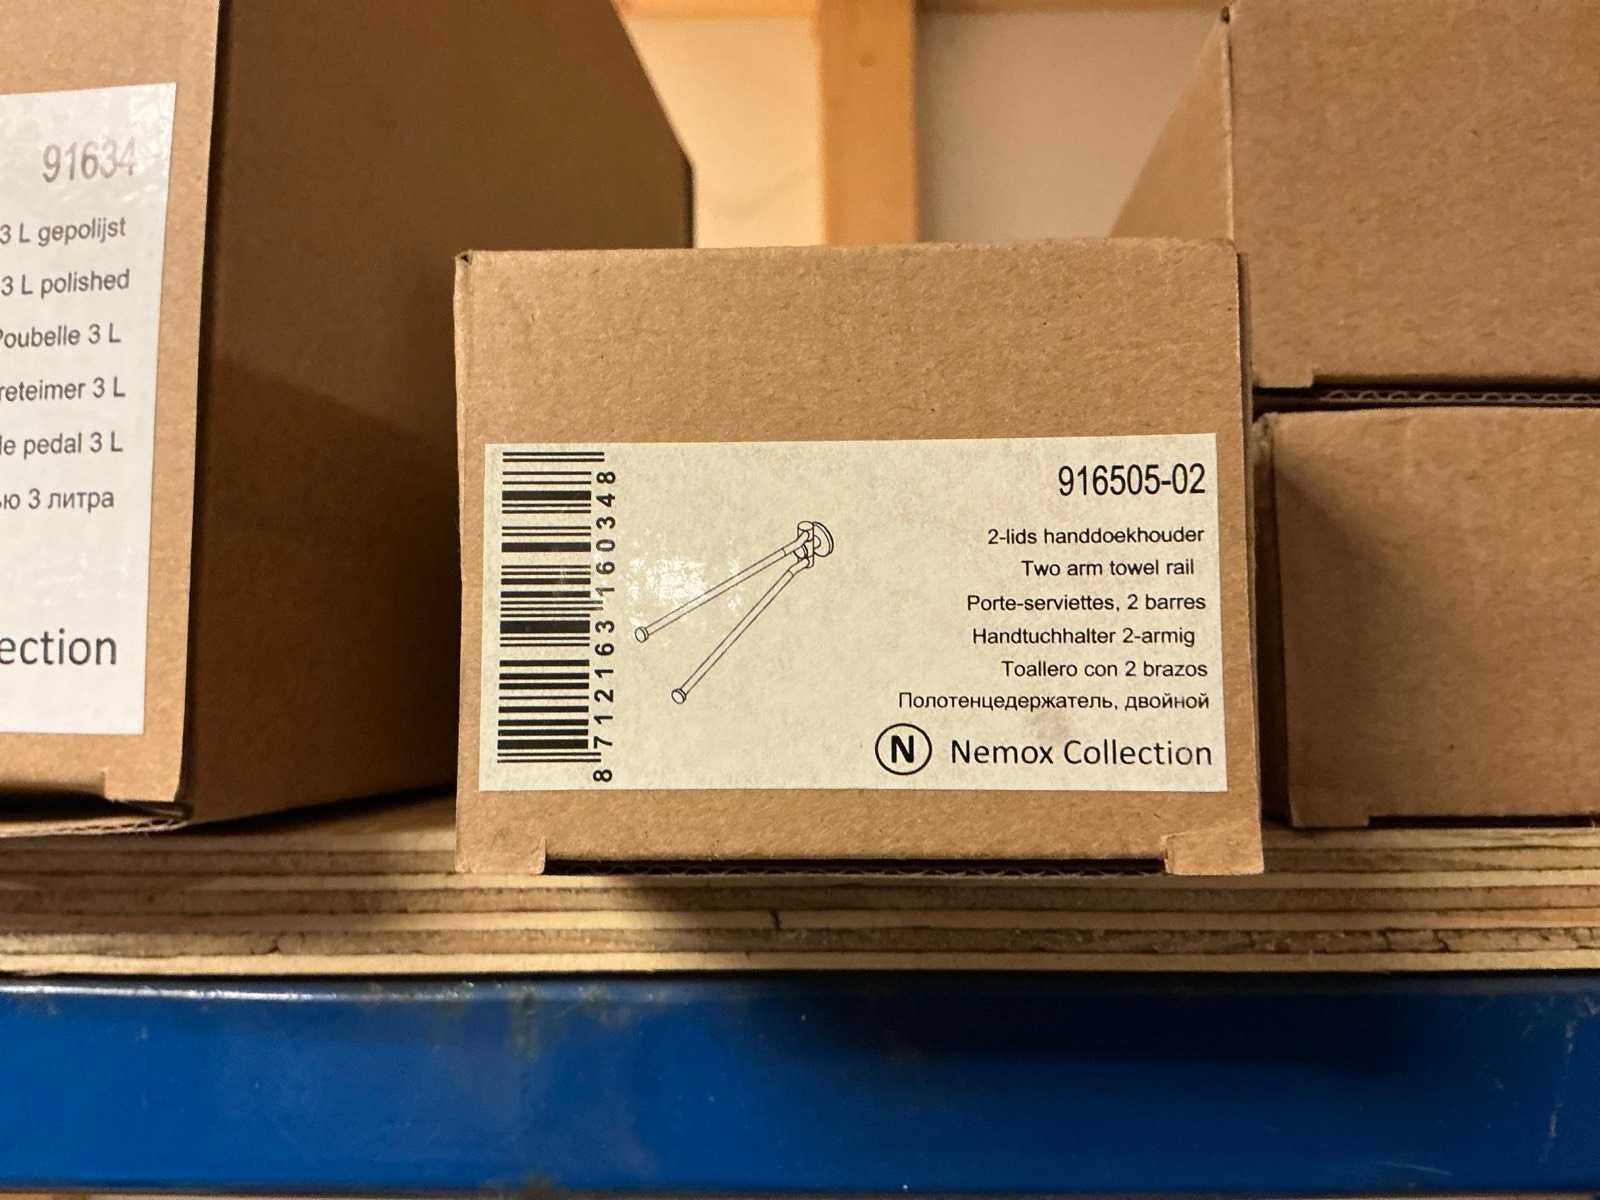 91634
3 L gepolijst
3 L polished
Poubelle 3 L
reteimer 3 L
le pedal 3 L
ью 3 литра
ection
916505-02
2-lids handdoekhouder
Two arm towel rail
Porte-serviettes, 2 barres
Handtuchhalter 2-armig
Toallero con 2 brazos
Полотенцедержатель, двойной
N Nemox Collection
8 712163 160348